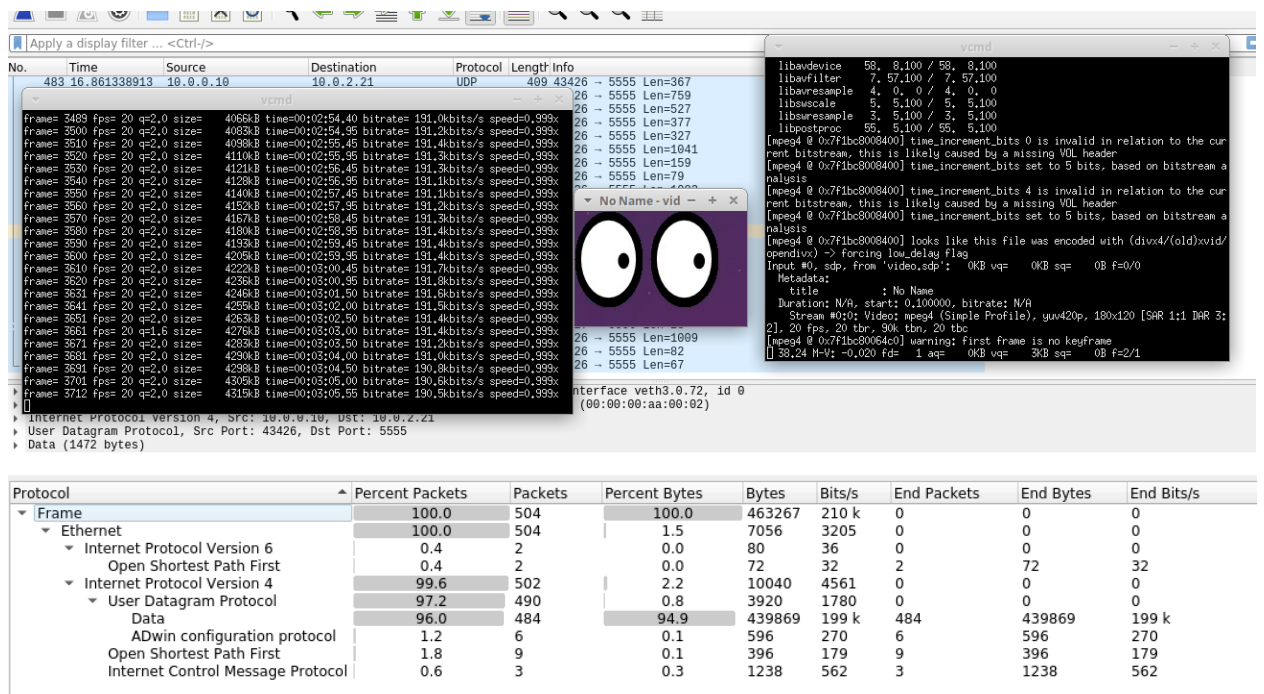 Apply a display filter ... <Ctrl-/>
No. Time Source Destination Protocol Length Info
483 16.861338913 10.0.0.10 10.0.2.21 UDP 409 43426 → 5555 Len=367
26 → 5555 Len=759
26 → 5555 Len=527
26 → 5555 Len=377
26 → 5555 Len=327
26 → 5555 Len=1041
26 → 5555 Len=159
26 → 5555 Len=79
26 → 5555 Len=1009
26 → 5555 Len=82
26 → 5555 Len=67
vcmd
frame= 3489 fps= 20 q=2.0 size= 4066kB time=00:02:54.40 bitrate= 191.0kbits/s speed=0.999x
frame= 3500 fps= 20 q=2.0 size= 4083kB time=00:02:54.95 bitrate= 191.2kbits/s speed=0.999x
frame= 3510 fps= 20 q=2.0 size= 4098kB time=00:02:55.45 bitrate= 191.4kbits/s speed=0.999x
frame= 3520 fps= 20 q=2.0 size= 4110kB time=00:02:55.95 bitrate= 191.3kbits/s speed=0.999x
frame= 3530 fps= 20 q=2.0 size= 4121kB time=00:02:56.45 bitrate= 191.3kbits/s speed=0.999x
frame= 3540 fps= 20 q=2.0 size= 4128kB time=00:02:56.95 bitrate= 191.1kbits/s speed=0.999x
frame= 3550 fps= 20 q=2.0 size= 4140kB time=00:02:57.45 bitrate= 191.1kbits/s speed=0.999x
frame= 3560 fps= 20 q=2.0 size= 4152kB time=00:02:57.95 bitrate= 191.2kbits/s speed=0.999x
frame= 3570 fps= 20 q=2.0 size= 4167kB time=00:02:58.45 bitrate= 191.3kbits/s speed=0.999x
frame= 3580 fps= 20 q=2.0 size= 4180kB time=00:02:58.95 bitrate= 191.4kbits/s speed=0.999x
frame= 3590 fps= 20 q=2.0 size= 4193kB time=00:02:59.45 bitrate= 191.4kbits/s speed=0.999x
frame= 3600 fps= 20 q=2.0 size= 4205kB time=00:02:59.95 bitrate= 191.4kbits/s speed=0.999x
frame= 3610 fps= 20 q=2.0 size= 4222kB time=00:03:00.45 bitrate= 191.7kbits/s speed=0.999x
frame= 3620 fps= 20 q=2.0 size= 4236kB time=00:03:00.95 bitrate= 191.8kbits/s speed=0.999x
frame= 3631 fps= 20 q=2.0 size= 4246kB time=00:03:01.50 bitrate= 191.6kbits/s speed=0.999x
frame= 3641 fps= 20 q=2.0 size= 4255kB time=00:03:02.00 bitrate= 191.5kbits/s speed=0.999x
frame= 3651 fps= 20 q=2.0 size= 4263kB time=00:03:02.50 bitrate= 191.4kbits/s speed=0.999x
frame= 3661 fps= 20 q=1.6 size= 4276kB time=00:03:03.00 bitrate= 191.4kbits/s speed=0.999x
frame= 3671 fps= 20 q=2.0 size= 4283kB time=00:03:03.50 bitrate= 191.2kbits/s speed=0.999x
frame= 3681 fps= 20 q=2.0 size= 4290kB time=00:03:04.00 bitrate= 191.0kbits/s speed=0.999x
frame= 3691 fps= 20 q=2.0 size= 4298kB time=00:03:04.50 bitrate= 190.8kbits/s speed=0.999x
frame= 3701 fps= 20 q=2.0 size= 4305kB time=00:03:05.00 bitrate= 190.6kbits/s speed=0.999x
frame= 3712 fps= 20 q=2.0 size= 4315kB time=00:03:05.55 bitrate= 190.5kbits/s speed=0.999x
No Name - vid
vcmd
libavdevice 58. 8.100 / 58. 8.100
libavfilter 7. 57.100 / 7. 57.100
libavresample 4. 0. 0 / 4. 0. 0
libswscale 5. 5.100 / 5. 5.100
libswresample 3. 5.100 / 3. 5.100
libpostproc 55. 5.100 / 55. 5.100
[mpeg4 @ 0x7f1bc8008400] time_increment_bits 0 is invalid in relation to the cur
rent bitstream, this is likely caused by a missing VOL header
[mpeg4 @ 0x7f1bc8008400] time_increment_bits set to 5 bits, based on bitstream a
nalysis
[mpeg4 @ 0x7f1bc8008400] time_increment_bits 4 is invalid in relation to the cur
rent bitstream, this is likely caused by a missing VOL header
[mpeg4 @ 0x7f1bc8008400] time_increment_bits set to 5 bits, based on bitstream a
nalysis
[mpeg4 @ 0x7f1bc8008400] looks like this file was encoded with (divx4/(old)xvid/
opendivx) -> forcing low_delay flag
Input #0, sdp, from 'video.sdp': 0KB vq= 0KB sq= 0B f=0/0
Metadata:
title : No Name
Duration: N/A, start: 0.100000, bitrate: N/A
Stream #0:0: Video: mpeg4 (Simple Profile), yuv420p, 180x120 [SAR 1:1 DAR 3:
2], 20 fps, 20 tbr, 90k tbn, 20 tbc
[mpeg4 @ 0x7f1bc80064c0] warning: first frame is no keyframe
38.24 M-V: -0.020 fd= 1 aq= 0KB vq= 3KB sq= 0B f=2/1
nterface veth3.0.72, id 0
(00:00:00:aa:00:02)
Internet Protocol Version 4, Src: 10.0.0.10, Dst: 10.0.2.21
User Datagram Protocol, Src Port: 43426, Dst Port: 5555
Data (1472 bytes)
Protocol Percent Packets Packets Percent Bytes Bytes Bits/s End Packets End Bytes End Bits/s
Frame 100.0 504 100.0 463267 210 k 0 0 0
Ethernet 100.0 504 1.5 7056 3205 0 0 0
Internet Protocol Version 6 0.4 2 0.0 80 36 0 0 0
Open Shortest Path First 0.4 2 0.0 72 32 2 72 32
Internet Protocol Version 4 99.6 502 2.2 10040 4561 0 0 0
User Datagram Protocol 97.2 490 0.8 3920 1780 0 0 0
Data 96.0 484 94.9 439869 199 k 484 439869 199 k
ADwin configuration protocol 1.2 6 0.1 596 270 6 596 270
Open Shortest Path First 1.8 9 0.1 396 179 9 396 179
Internet Control Message Protocol 0.6 3 0.3 1238 562 3 1238 562